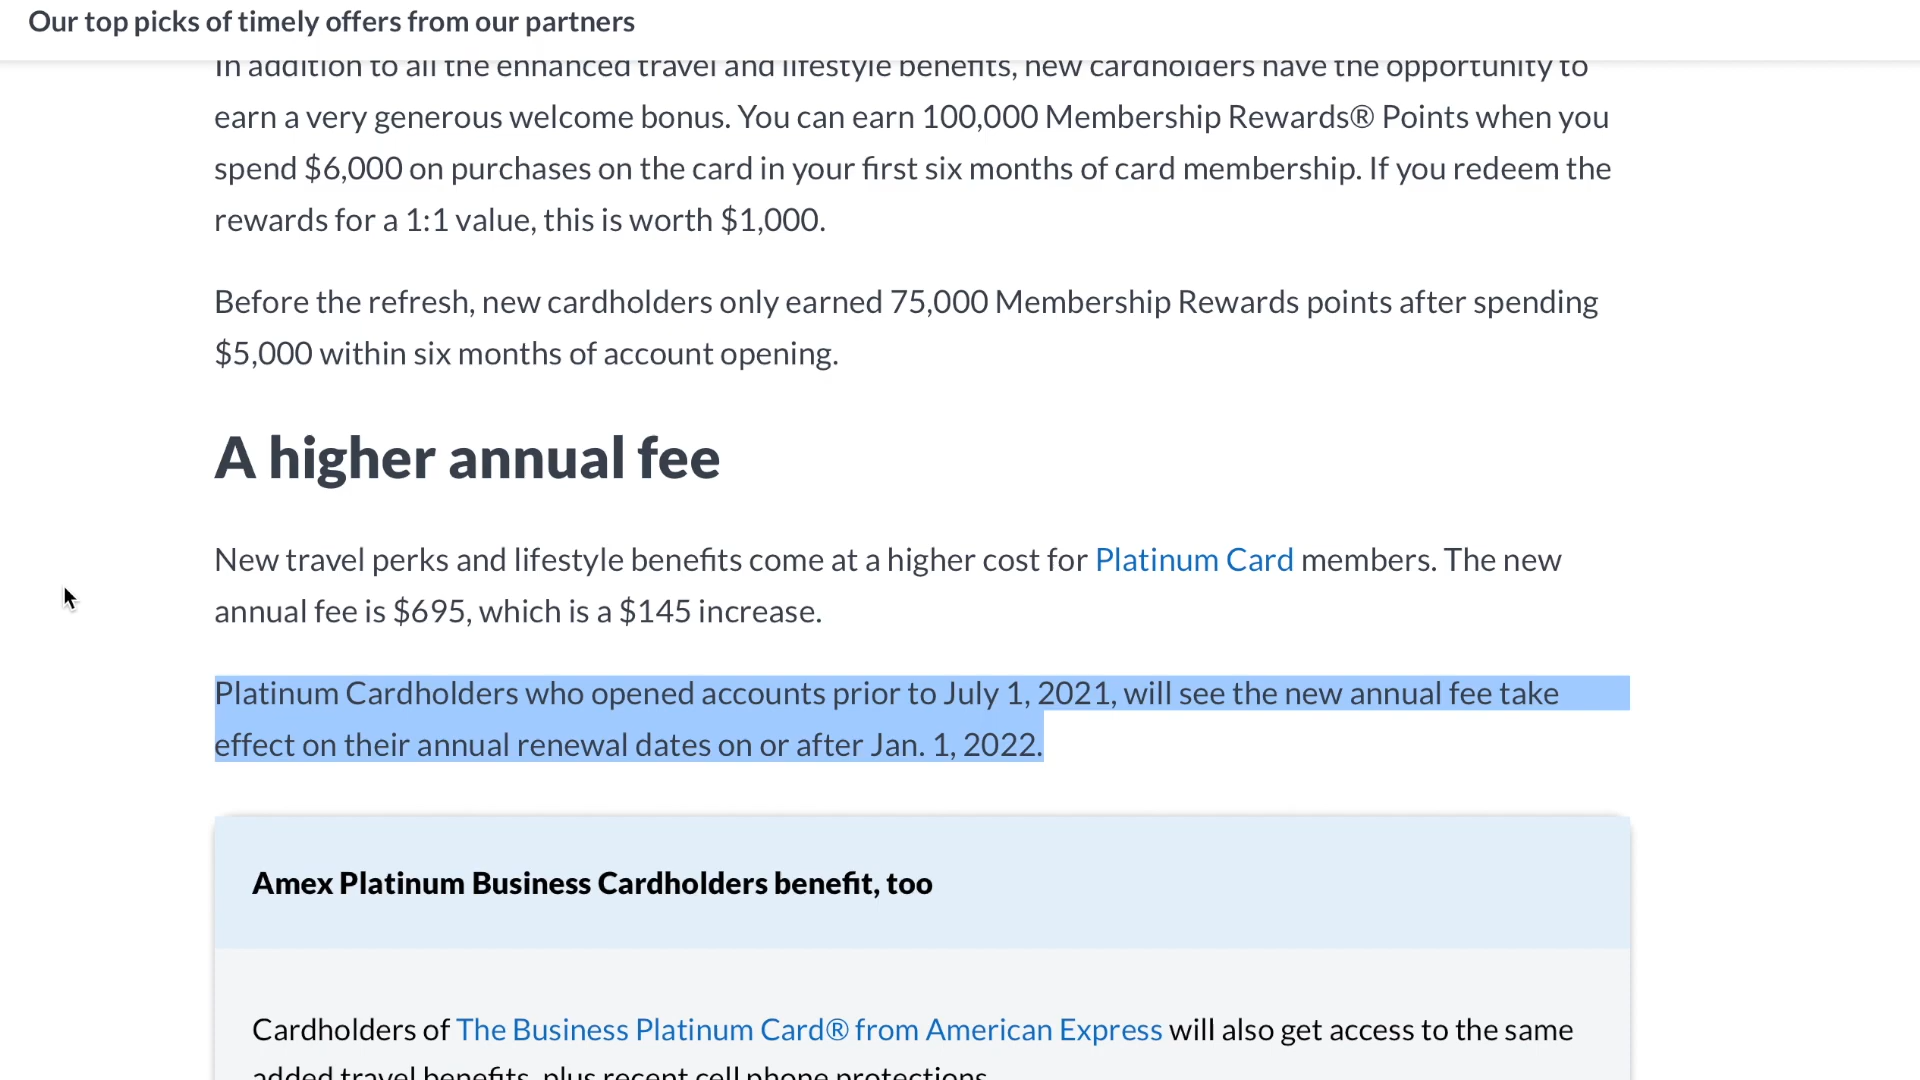 Our top picks of timely offers from our partners
In addition to all the enhanced travel and lifestyle benefits, new cardholders have the opportunity to
earn a very generous welcome bonus. You can earn 100,000 Membership Rewards® Points when you
spend $6,000 on purchases on the card in your first six months of card membership. If you redeem the
rewards for a 1:1 value, this is worth $1,000.
Before the refresh, new cardholders only earned 75,000 Membership Rewards points after spending
$5,000 within six months of account opening.
A higher annual fee
New travel perks and lifestyle benefits come at a higher cost for Platinum Card members. The new
annual fee is $695, which is a $145 increase.
Platinum Cardholders who opened accounts prior to July 1, 2021, will see the new annual fee take
effect on their annual renewal dates on or after Jan. 1, 2022.
Amex Platinum Business Cardholders benefit, too
Cardholders of The Business Platinum Card® from American Express will also get access to the same
added travel benefits, plus recent cell phone protections.